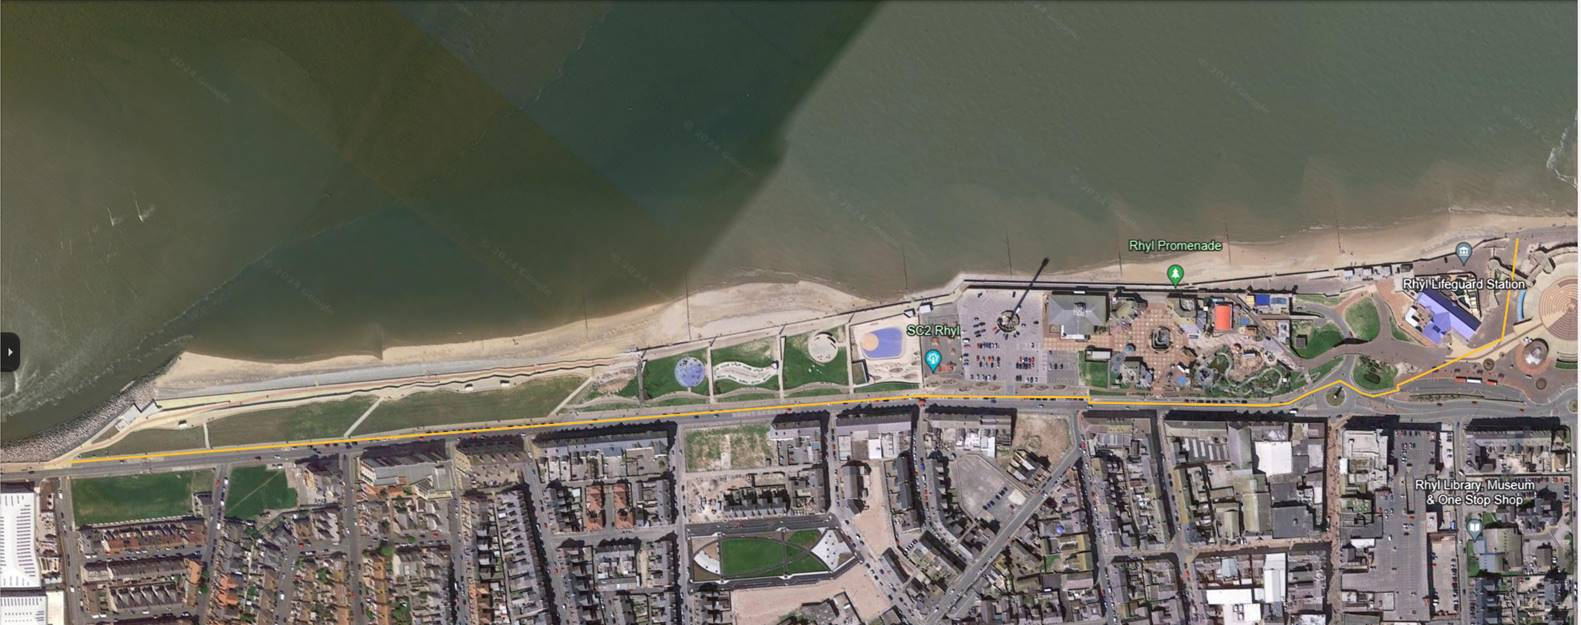 Rhyl Promenade
Rhyl Lifeguard Station
SC2 Rhyl
Rhyl Library, Museum
& One Stop Shop